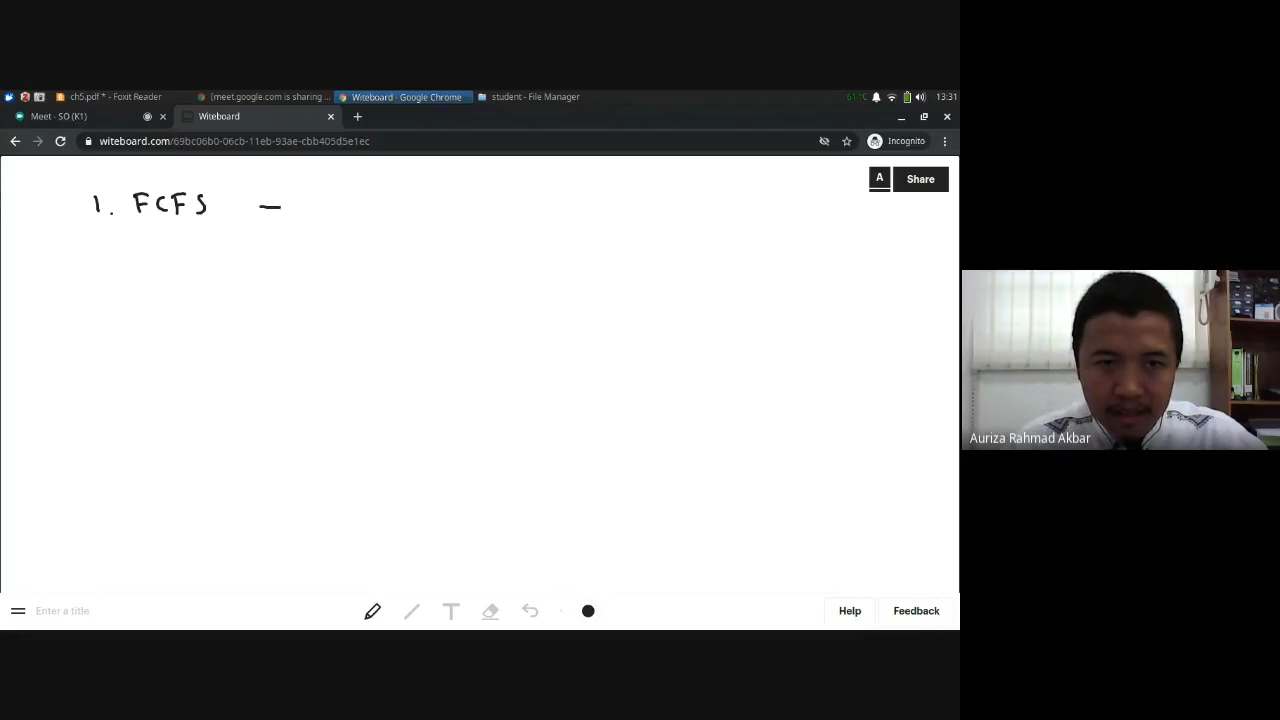 ch5.pdf * - Foxit Reader [meet.google.com is sharing ... Witeboard - Google Chrome student - File Manager 61°C 13:31
Meet - SO (K1) Witeboard
witeboard.com/69bc06b0-06cb-11eb-93ae-cbb405d5e1ec Incognito
A Share
1. FCFS –
Auriza Rahmad Akbar
Enter a title T Help Feedback